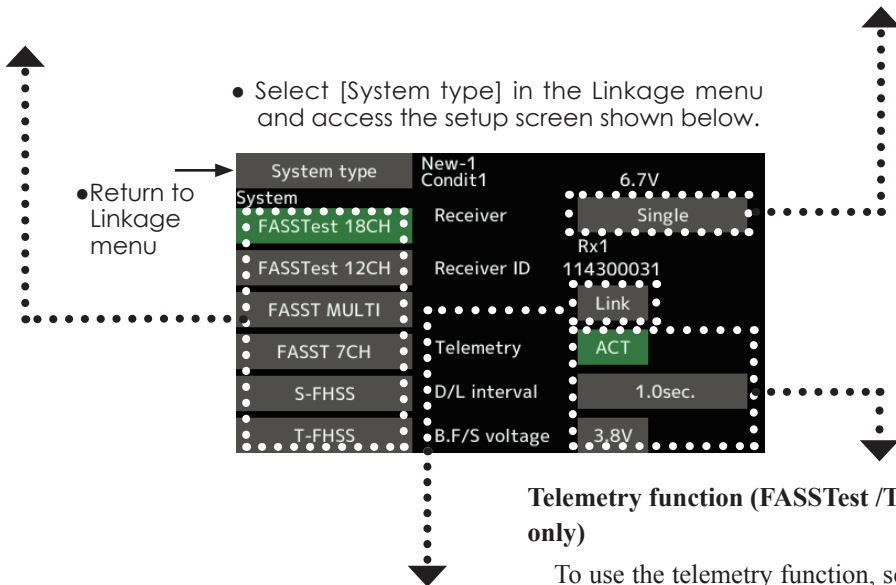 ● Select [System type] in the Linkage menu
and access the setup screen shown below.
●Return to
Linkage
menu
System type
New-1
Condit1
6.7V
System
FASSTest 18CH
Receiver
Single
Rx1
FASSTest 12CH
Receiver ID
114300031
FASST MULTI
Link
FASST 7CH
Telemetry
ACT
S-FHSS
D/L interval
1.0sec.
T-FHSS
B.F/S voltage
3.8V
Telemetry function (FASSTest /T
only)
To use the telemetry function, s